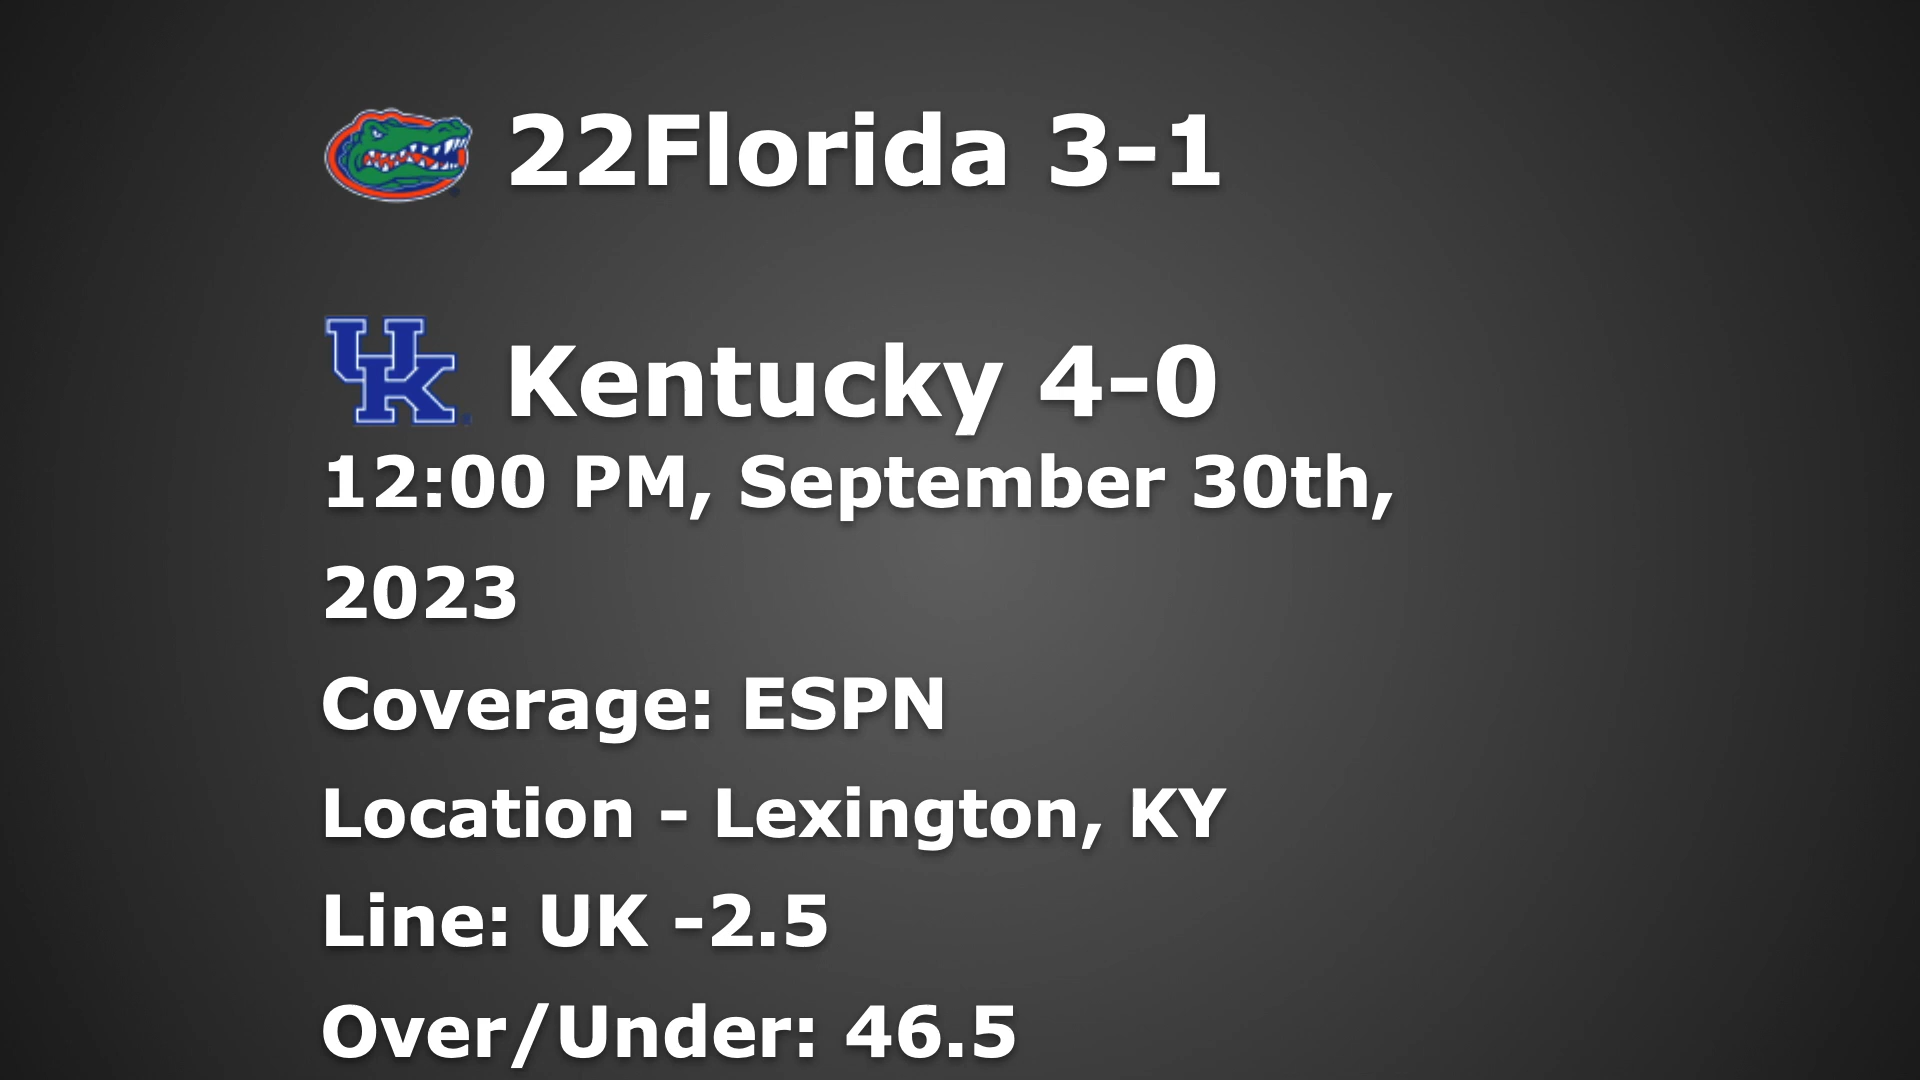 22Florida 3-1
UK
Kentucky 4-0
12:00 PM, September 30th,
2023
Coverage: ESPN
Location - Lexington, KY
Line: UK -2.5
Over/Under: 46.5